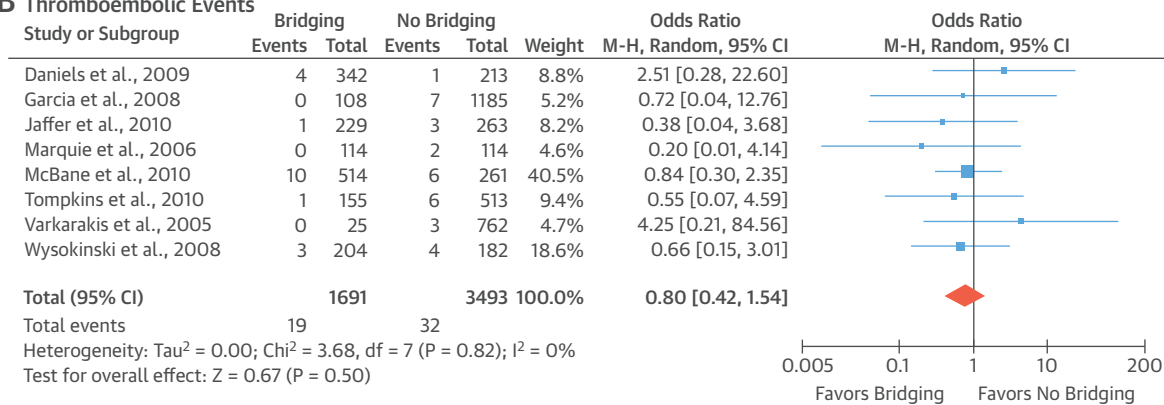 B Thromboembolic Events
Bridging No Bridging Odds Ratio Odds Ratio
Study or Subgroup Events Total Events Total Weight M-H, Random, 95% CI M-H, Random, 95% CI
Daniels et al., 2009 4 342 1 213 8.8% 2.51 [0.28, 22.60]
Garcia et al., 2008 0 108 7 1185 5.2% 0.72 [0.04, 12.76]
Jaffer et al., 2010 1 229 3 263 8.2% 0.38 [0.04, 3.68]
Marquie et al., 2006 0 114 2 114 4.6% 0.20 [0.01, 4.14]
McBane et al., 2010 10 514 6 261 40.5% 0.84 [0.30, 2.35]
Tompkins et al., 2010 1 155 6 513 9.4% 0.55 [0.07, 4.59]
Varkarakis et al., 2005 0 25 3 762 4.7% 4.25 [0.21, 84.56]
Wysokinski et al., 2008 3 204 4 182 18.6% 0.66 [0.15, 3.01]
Total (95% CI) 1691 3493 100.0% 0.80 [0.42, 1.54]
Total events 19 32
Heterogeneity: Tau² = 0.00; Chi² = 3.68, df = 7 (P = 0.82); I² = 0%
Test for overall effect: Z = 0.67 (P = 0.50)
0.005 0.1 1 10 200
Favors Bridging Favors No Bridging